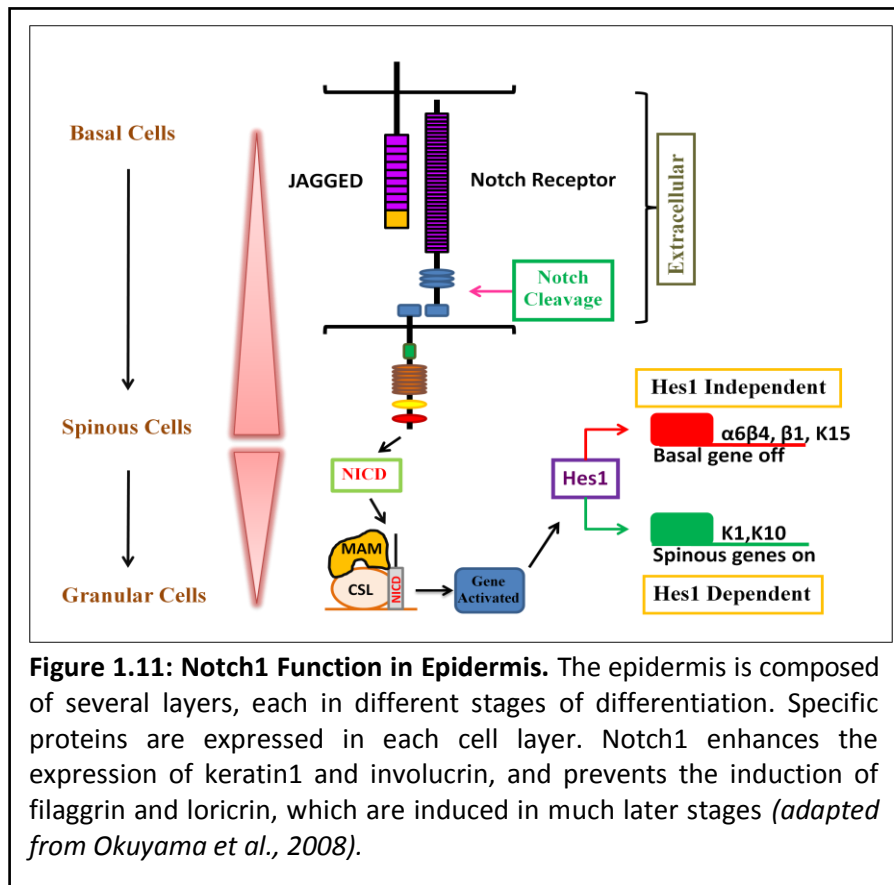 Basal Cells
Spinous Cells
Granular Cells
JAGGED
Notch Receptor
Extracellular
Notch
Cleavage
NICD
MAM
CSL
NICD
Gene
Activated
Hes1
Hes1 Independent
α6β4, β1, K15
Basal gene off
K1,K10
Spinous genes on
Hes1 Dependent
Figure 1.11: Notch1 Function in Epidermis. The epidermis is composed
of several layers, each in different stages of differentiation. Specific
proteins are expressed in each cell layer. Notch1 enhances the
expression of keratin1 and involucrin, and prevents the induction of
filaggrin and loricrin, which are induced in much later stages (adapted
from Okuyama et al., 2008).